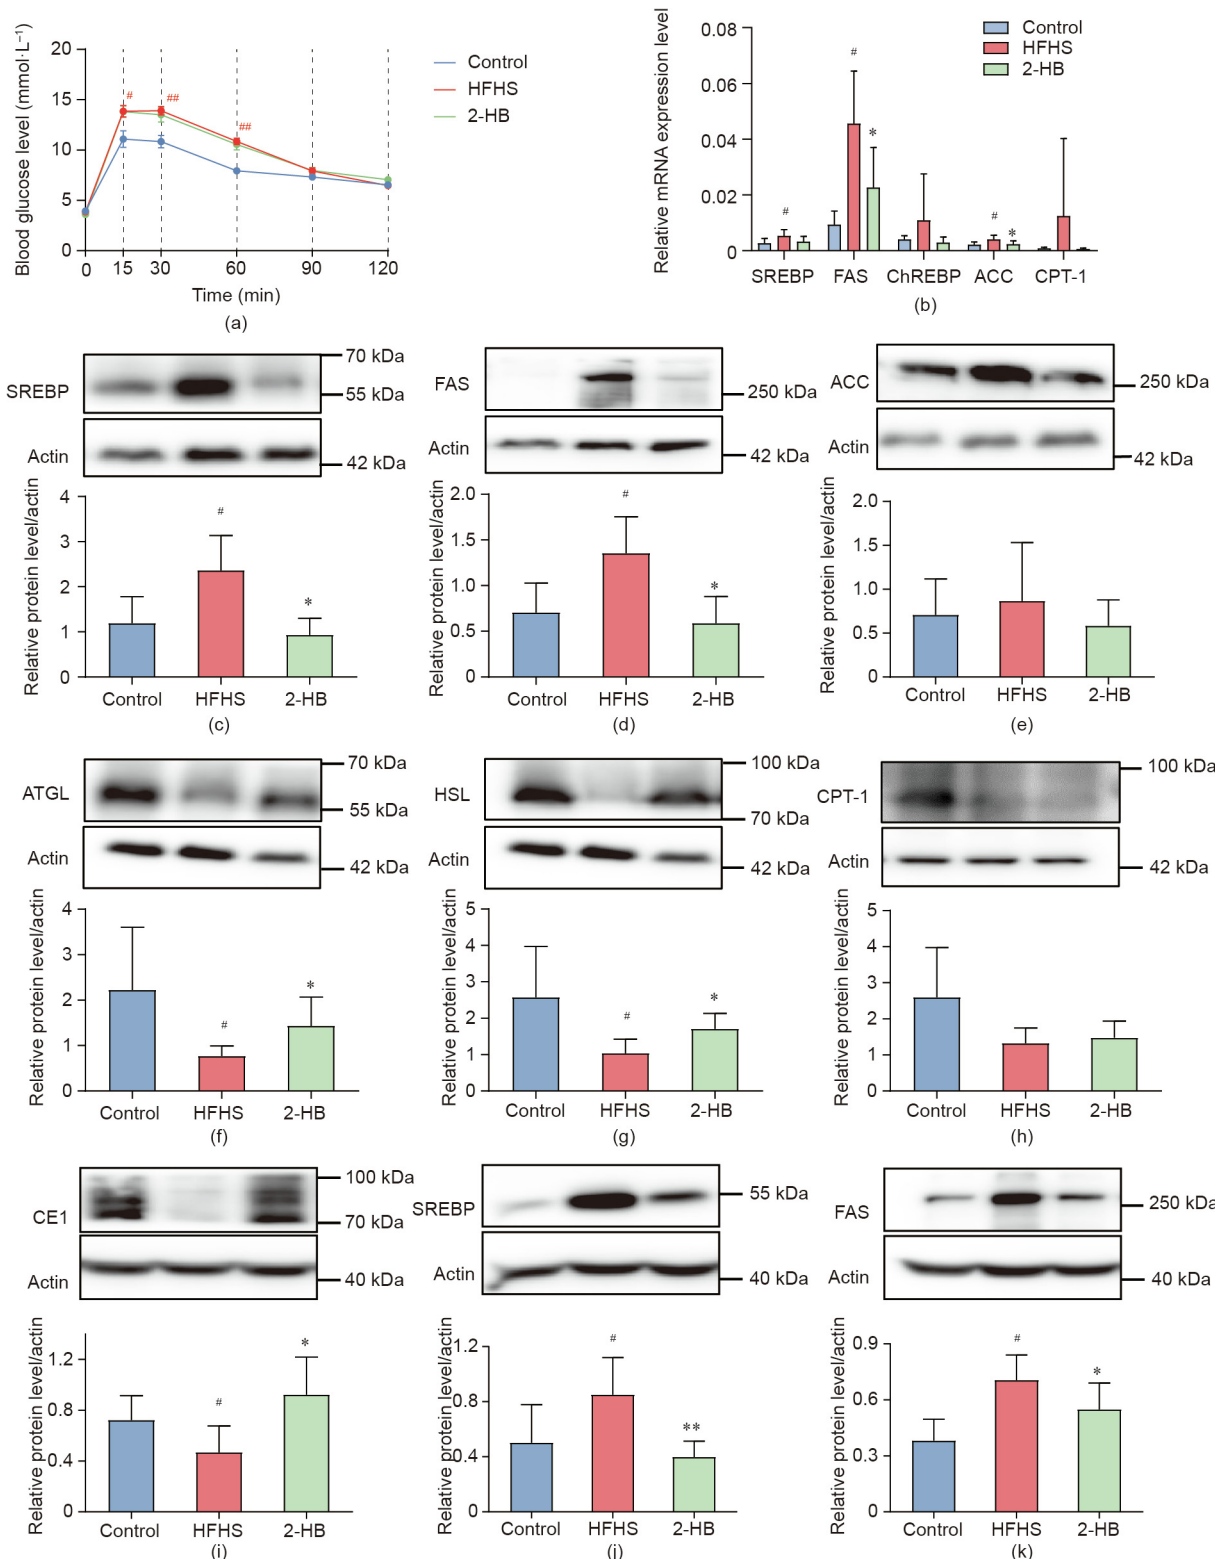 Blood glucose level (mmol·L⁻¹)
20
15
10
5
0
# ## ##
0 15 30 60 90 120
Time (min)
Control
HFHS
2-HB
(a)
Relative mRNA expression level
0.08
0.06
0.04
0.02
0
# # * # *
SREBP FAS ChREBP ACC CPT-1
Control
HFHS
2-HB
(b)
SREBP
70 kDa
55 kDa
Actin
42 kDa
Relative protein level/actin
4
3
2
1
0
# *
Control HFHS 2-HB
(c)
FAS
250 kDa
Actin
42 kDa
Relative protein level/actin
2.0
1.5
1.0
0.5
0
# *
Control HFHS 2-HB
(d)
ACC
250 kDa
Actin
42 kDa
Relative protein level/actin
2.0
1.5
1.0
0.5
0
Control HFHS 2-HB
(e)
ATGL
70 kDa
55 kDa
Actin
42 kDa
Relative protein level/actin
4
3
2
1
0
# *
Control HFHS 2-HB
(f)
HSL
100 kDa
70 kDa
Actin
42 kDa
Relative protein level/actin
5
4
3
2
1
0
# *
Control HFHS 2-HB
(g)
CPT-1
100 kDa
Actin
42 kDa
Relative protein level/actin
5
4
3
2
1
0
Control HFHS 2-HB
(h)
CE1
100 kDa
70 kDa
Actin
40 kDa
Relative protein level/actin
1.2
0.8
0.4
0
# *
Control HFHS 2-HB
(i)
SREBP
55 kDa
Actin
40 kDa
Relative protein level/actin
1.2
0.8
0.4
0
# **
Control HFHS 2-HB
(j)
FAS
250 kDa
Actin
40 kDa
Relative protein level/actin
0.9
0.6
0.3
0
# *
Control HFHS 2-HB
(k)